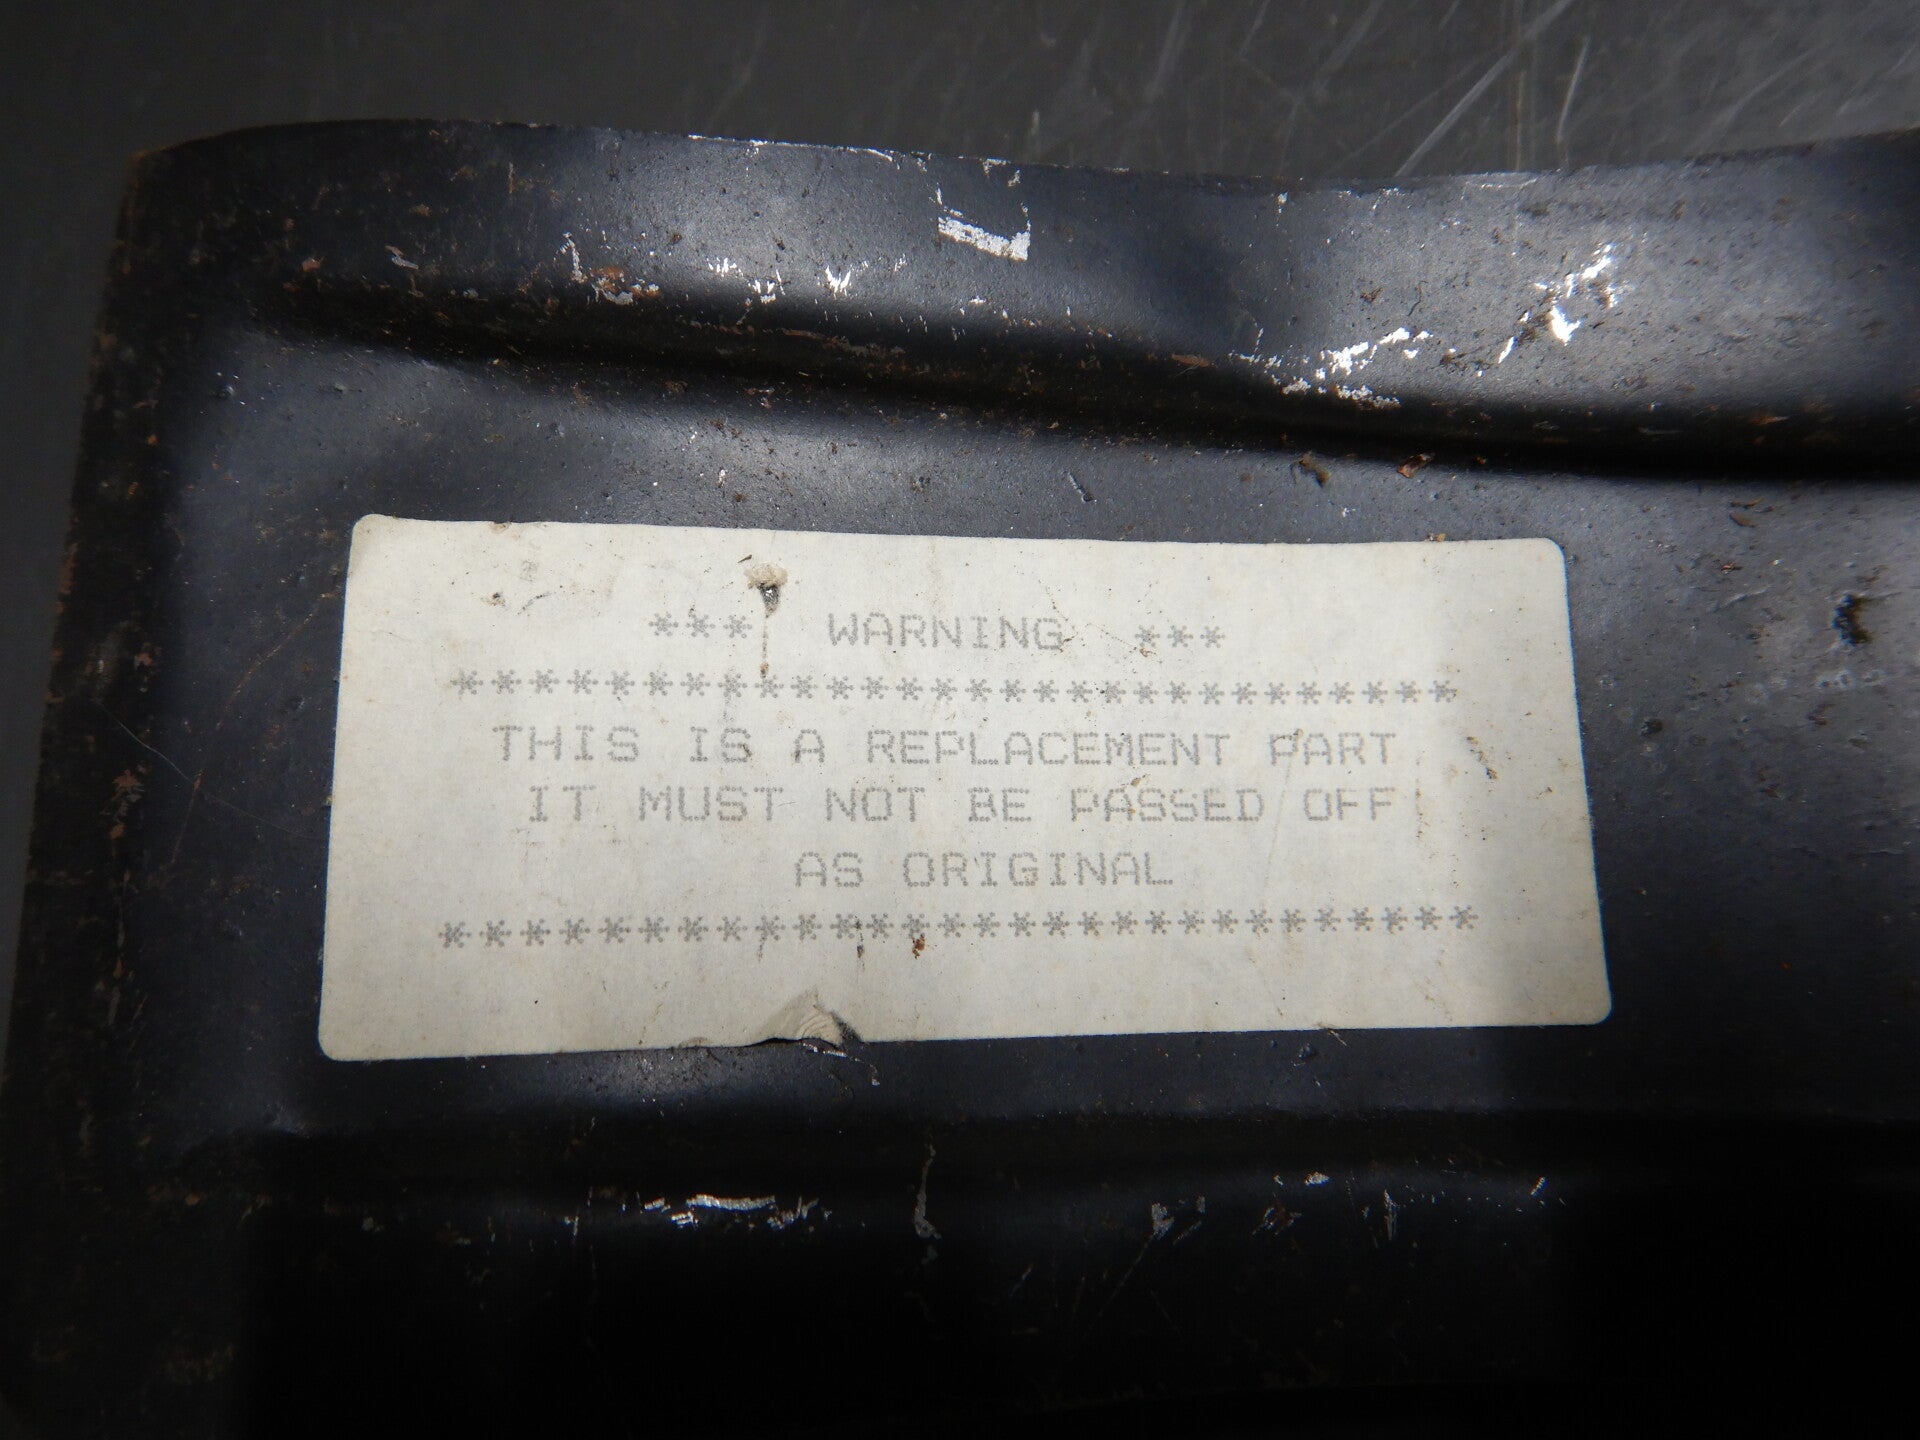 *** WARNING ***
***************************
THIS IS A REPLACEMENT PART
IT MUST NOT BE PASSED OFF
AS ORIGINAL
***************************